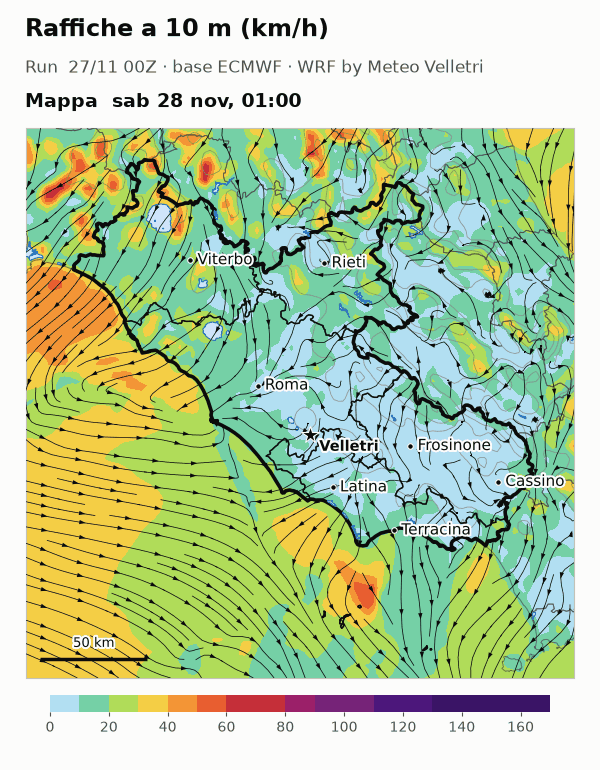 Raffiche a 10 m (km/h)
Run  27/11 00Z · base ECMWF · WRF by Meteo Velletri
Mappa  sab 28 nov, 01:00
Viterbo
Rieti
Roma
Velletri
Frosinone
Latina
Cassino
Terracina
50 km
0 20 40 60 80 100 120 140 160